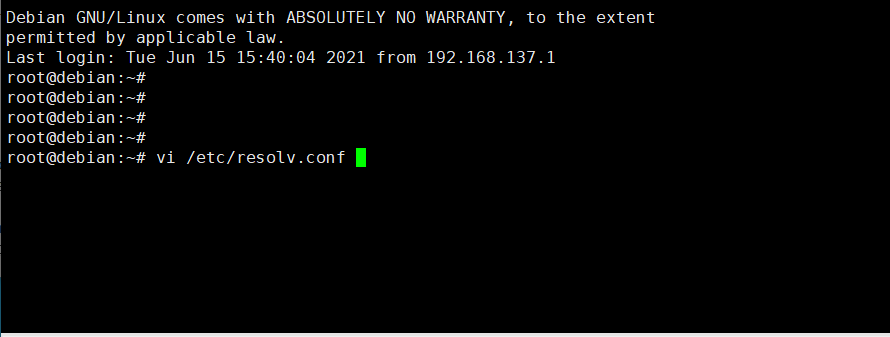 Debian GNU/Linux comes with ABSOLUTELY NO WARRANTY, to the extent
permitted by applicable law.
Last login: Tue Jun 15 15:40:04 2021 from 192.168.137.1
root@debian:~#
root@debian:~#
root@debian:~#
root@debian:~#
root@debian:~# vi /etc/resolv.conf